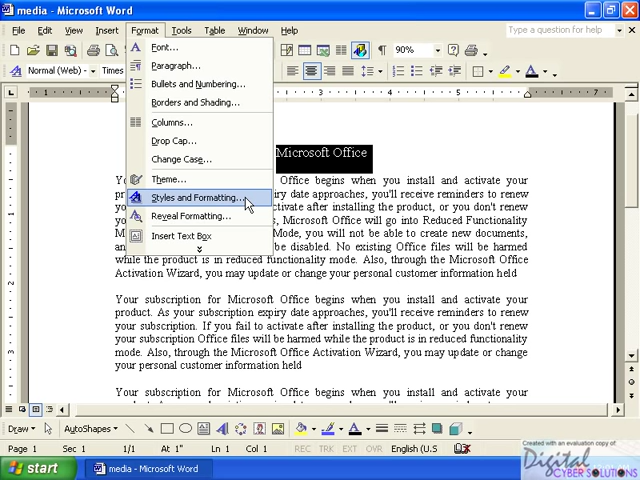 media - Microsoft Word
File Edit View Insert Format Tools Table Window Help
Type a question for help
90%
Normal (Web) Times
Font...
Paragraph...
Bullets and Numbering...
Borders and Shading...
Columns...
Drop Cap...
Change Case...
Theme...
Styles and Formatting...
Reveal Formatting...
Insert Text Box
Microsoft Office
Office begins when you install and activate your
expiry date approaches, you'll receive reminders to renew
after installing the product, or you don't renew
Microsoft Office will go into Reduced Functionality
Mode, you will not be able to create new documents,
be disabled. No existing Office files will be harmed
while the product is in reduced functionality mode. Also, through the Microsoft Office
Activation Wizard, you may update or change your personal customer information held
Your subscription for Microsoft Office begins when you install and activate your
product. As your subscription expiry date approaches, you'll receive reminders to renew
your subscription. If you fail to activate after installing the product, or you don't renew
your subscription Office files will be harmed while the product is in reduced functionality
mode. Also, through the Microsoft Office Activation Wizard, you may update or change
your personal customer information held
Your subscription for Microsoft Office begins when you install and activate your
Draw AutoShapes
Page 1 Sec 1 1/1 At 1" REC TRK EXT OVR English (U.S
Created with an evaluation copy of
Digital
CYBER SOLUTIONS
start media - Microsoft Word